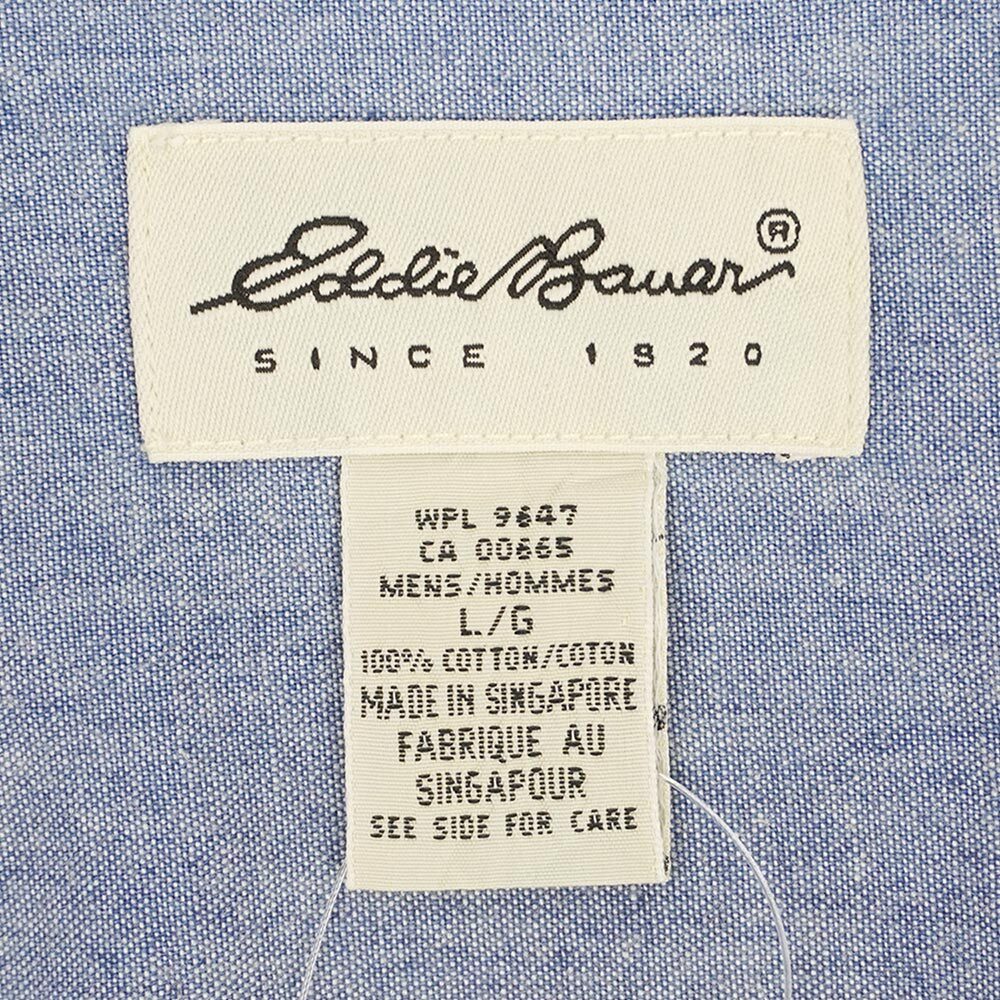 Eddie Bauer ®
SINCE 1920
WPL 9647
CA 00665
MENS/HOMMES
L/G
100% COTTON/COTON
MADE IN SINGAPORE
FABRIQUE AU
SINGAPOUR
SEE SIDE FOR CARE